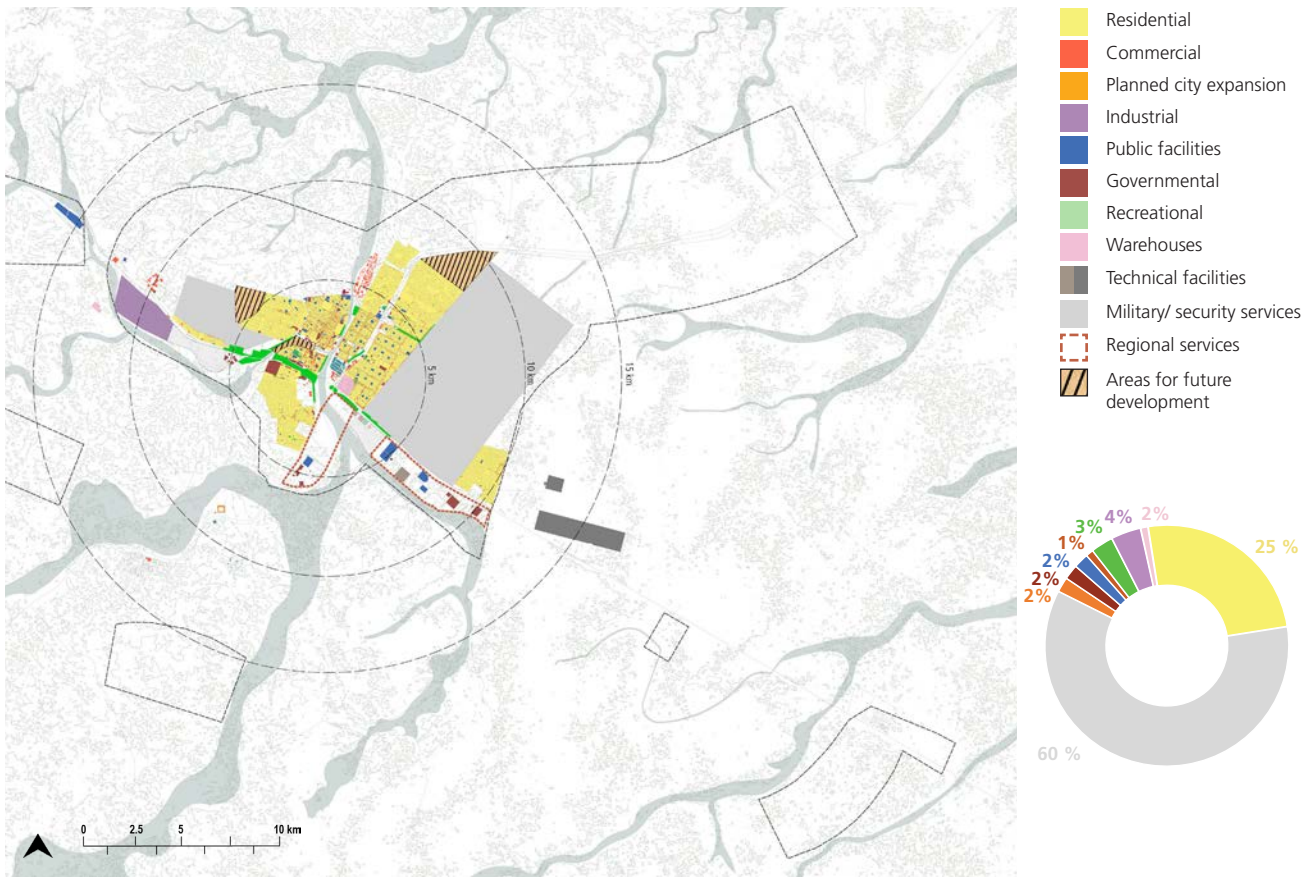 Residential
Commercial
Planned city expansion
Industrial
Public facilities
Governmental
Recreational
Warehouses
Technical facilities
Military/ security services
Regional services
Areas for future
development
5 km
10 km
15 km
0 2.5 5 10 km
2%
2%
2%
1%
3%
4%
2%
25 %
60 %